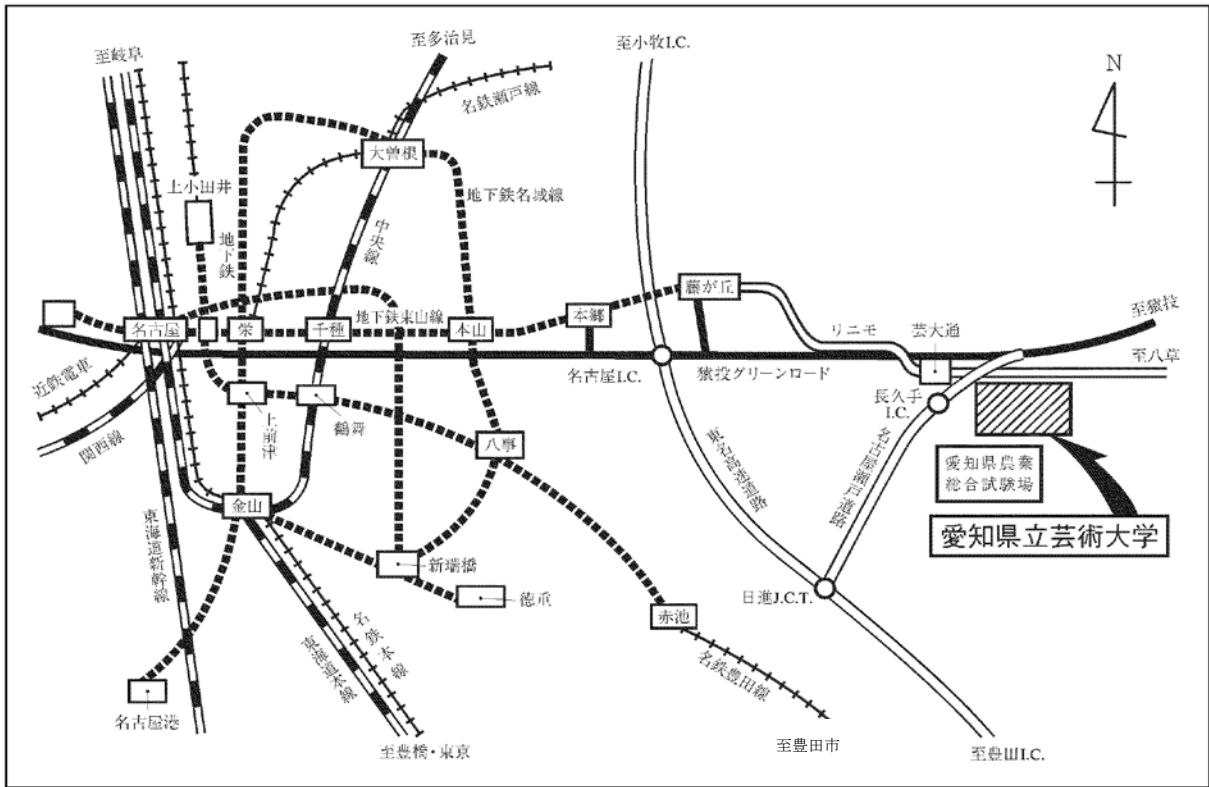 至岐阜
至多治見
至小牧I.C.
N
名鉄瀬戸線
大曽根
上小田井
地下鉄名城線
地下鉄
中央線
藤が丘
名古屋
栄
千種
地下鉄東山線
本山
本郷
リニモ
芸大通
至猿投
至八草
近鉄電車
関西線
名古屋I.C.
猿投グリーンロード
長久手
I.C.
上前津
鶴舞
八事
東名高速道路
名古屋瀬戸道路
愛知県農業
総合試験場
愛知県立芸術大学
金山
東海道新幹線
新瑞橋
徳重
日進J.C.T.
赤池
名鉄本線
東海道本線
名鉄豊田線
名古屋港
至豊橋・東京
至豊田市
至豊田I.C.